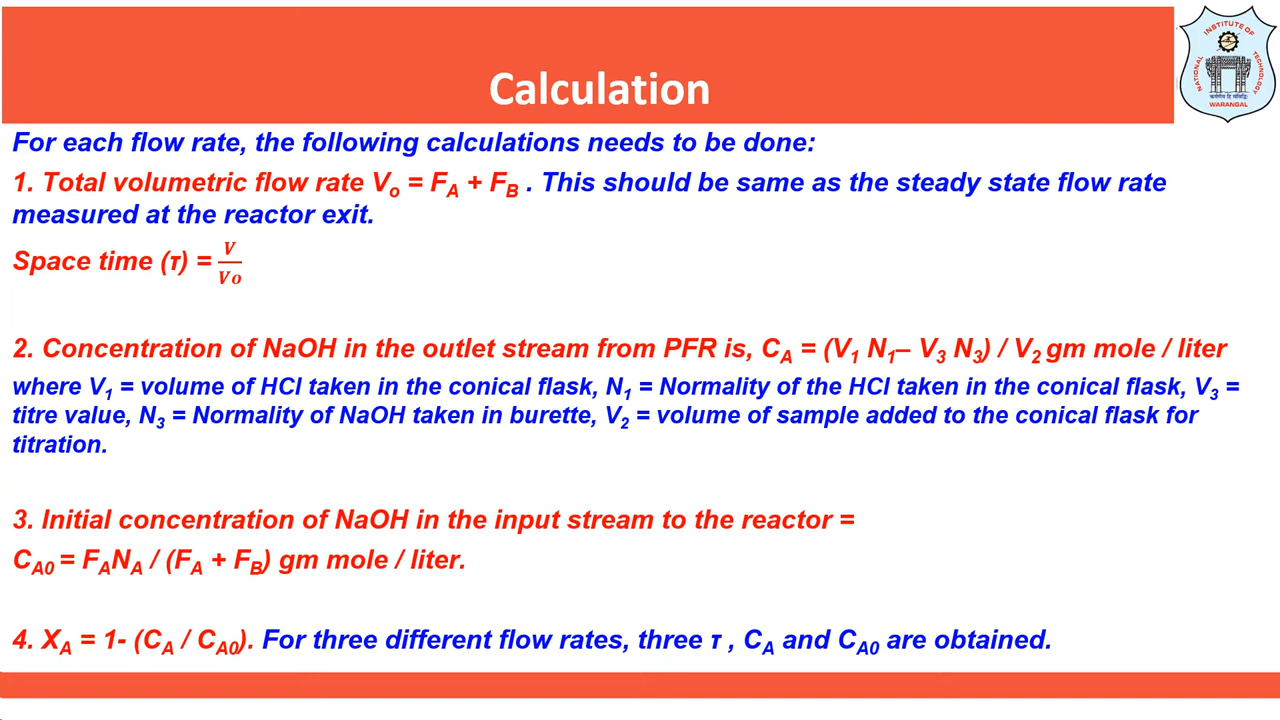 Calculation
INSTITUTE OF
NATIONAL
TECHNOLOGY
WARANGAL
For each flow rate, the following calculations needs to be done:
1. Total volumetric flow rate Vo = FA + FB . This should be same as the steady state flow rate
measured at the reactor exit.
Space time (τ) = V/Vo
2. Concentration of NaOH in the outlet stream from PFR is, CA = (V1 N1– V3 N3) / V2 gm mole / liter
where V1 = volume of HCl taken in the conical flask, N1 = Normality of the HCl taken in the conical flask, V3 =
titre value, N3 = Normality of NaOH taken in burette, V2 = volume of sample added to the conical flask for
titration.
3. Initial concentration of NaOH in the input stream to the reactor =
CA0 = FANA / (FA + FB) gm mole / liter.
4. XA = 1- (CA / CA0). For three different flow rates, three τ , CA and CA0 are obtained.